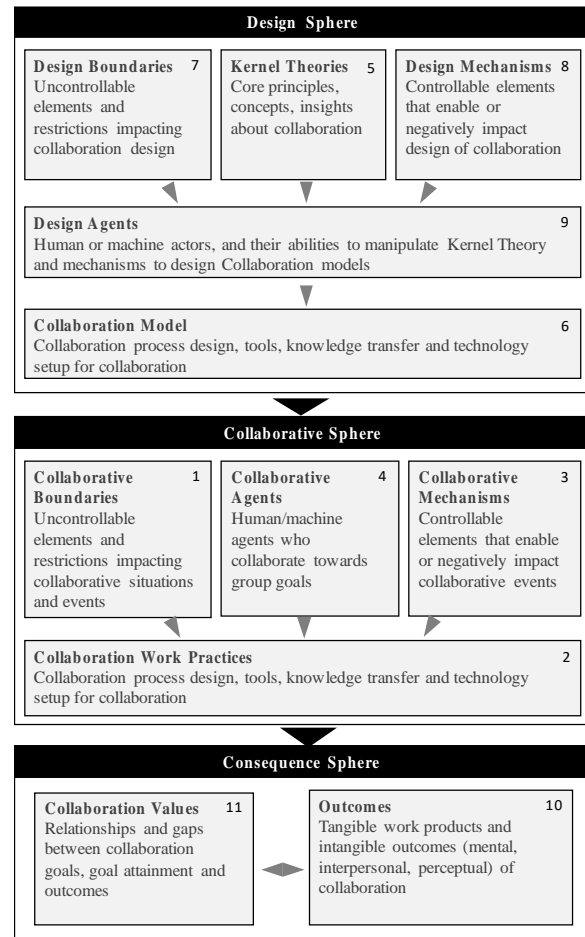 Design Sphere
Design Boundaries 7
Uncontrollable
elements and
restrictions impacting
collaboration design
Kernel Theories 5
Core principles,
concepts, insights
about collaboration
Design Mechanisms 8
Controllable elements
that enable or
negatively impact
design of collaboration
Design Agents 9
Human or machine actors, and their abilities to manipulate Kernel Theory
and mechanisms to design Collaboration models
Collaboration Model 6
Collaboration process design, tools, knowledge transfer and technology
setup for collaboration
Collaborative Sphere
Collaborative 1
Boundaries
Uncontrollable
elements and
restrictions impacting
collaborative situations
and events
Collaborative 4
Agents
Human/machine
agents who
collaborate towards
group goals
Collaborative 3
Mechanisms
Controllable
elements that enable
or negatively impact
collaborative events
Collaboration Work Practices 2
Collaboration process design, tools, knowledge transfer and technology
setup for collaboration
Consequence Sphere
Collaboration Values 11
Relationships and gaps
between collaboration
goals, goal attainment and
outcomes
Outcomes 10
Tangible work products and
intangible outcomes (mental,
interpersonal, perceptual) of
collaboration